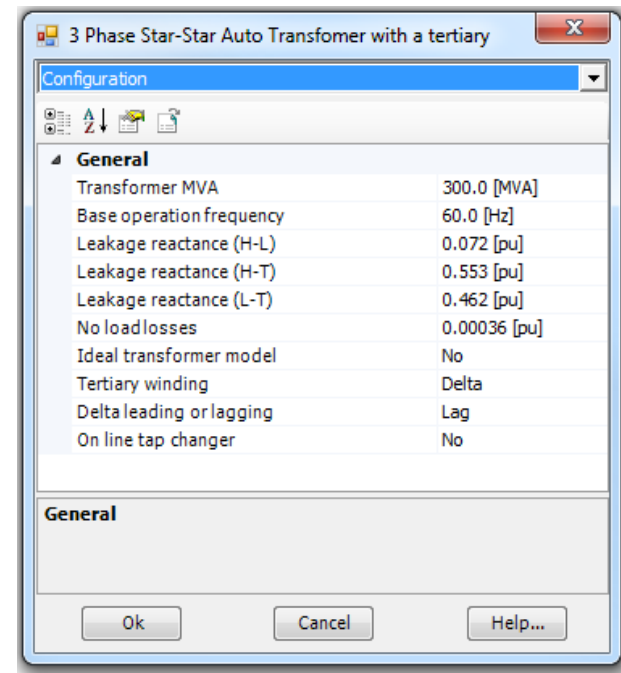 3 Phase Star-Star Auto Transfomer with a tertiary
Configuration
General
Transformer MVA 300.0 [MVA]
Base operation frequency 60.0 [Hz]
Leakage reactance (H-L) 0.072 [pu]
Leakage reactance (H-T) 0.553 [pu]
Leakage reactance (L-T) 0.462 [pu]
No load losses 0.00036 [pu]
Ideal transformer model No
Tertiary winding Delta
Delta leading or lagging Lag
On line tap changer No
General
Ok Cancel Help...